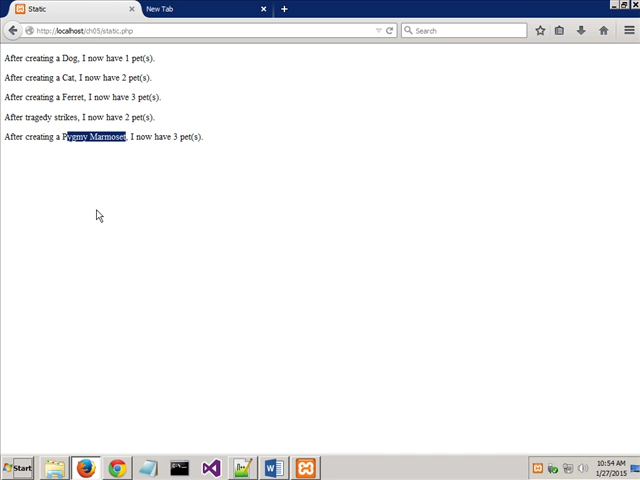 Static
New Tab
http://localhost/ch05/static.php
Search
After creating a Dog, I now have 1 pet(s).
After creating a Cat, I now have 2 pet(s).
After creating a Ferret, I now have 3 pet(s).
After tragedy strikes, I now have 2 pet(s).
After creating a Pygmy Marmoset, I now have 3 pet(s).
Start
10:54 AM
1/27/2015